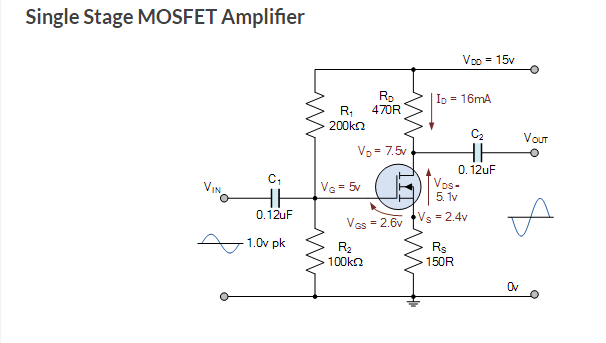 Single Stage MOSFET Amplifier
VDD = 15v
RD
470R
ID = 16mA
R1
200kΩ
C2
VOUT
VD = 7.5v
0.12uF
C1
VIN
VG = 5v
VDS =
5.1v
0.12uF
VGS = 2.6v
VS = 2.4v
1.0v pk
R2
100kΩ
RS
150R
0v